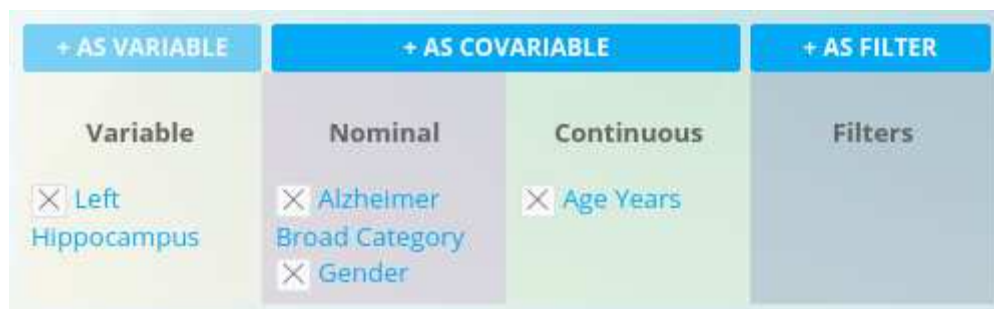 + AS VARIABLE
+ AS COVARIABLE
+ AS FILTER
Variable
Nominal
Continuous
Filters
Left
Hippocampus
Alzheimer
Broad Category
Gender
Age Years